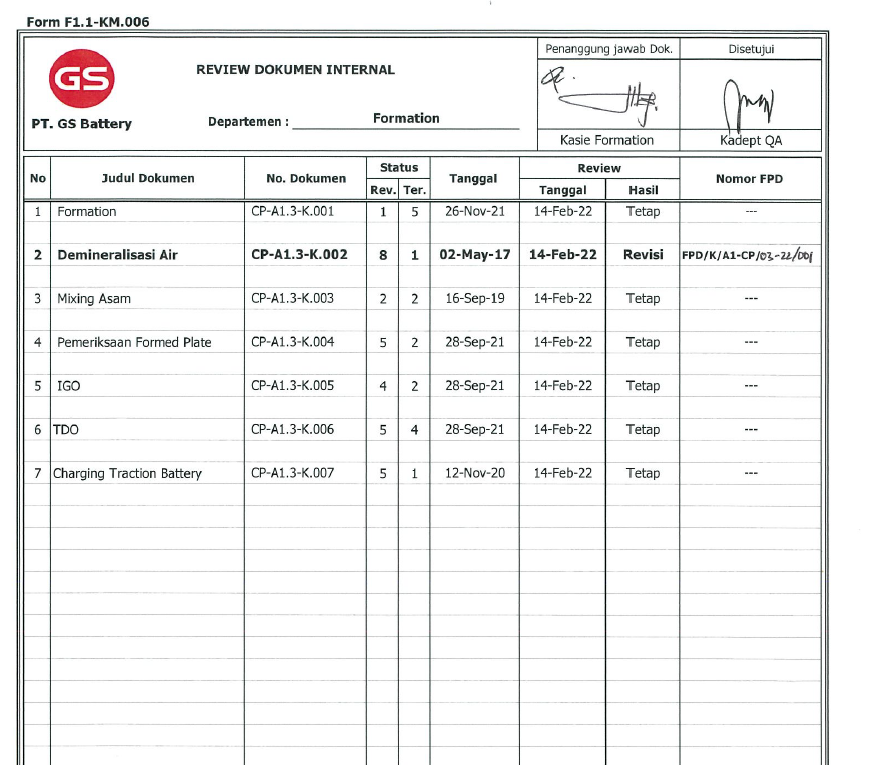 Form F1.1-KM.006
GS
PT. GS Battery
REVIEW DOKUMEN INTERNAL
Departemen : Formation
Penanggung jawab Dok. Disetujui
Kasie Formation Kadept QA
No Judul Dokumen No. Dokumen Status Tanggal Review Nomor FPD
Rev. Ter. Tanggal Hasil
1 Formation CP-A1.3-K.001 1 5 26-Nov-21 14-Feb-22 Tetap ---
2 Demineralisasi Air CP-A1.3-K.002 8 1 02-May-17 14-Feb-22 Revisi FPD/K/A1-CP/03-22/001
3 Mixing Asam CP-A1.3-K.003 2 2 16-Sep-19 14-Feb-22 Tetap ---
4 Pemeriksaan Formed Plate CP-A1.3-K.004 5 2 28-Sep-21 14-Feb-22 Tetap ---
5 IGO CP-A1.3-K.005 4 2 28-Sep-21 14-Feb-22 Tetap ---
6 TDO CP-A1.3-K.006 5 4 28-Sep-21 14-Feb-22 Tetap ---
7 Charging Traction Battery CP-A1.3-K.007 5 1 12-Nov-20 14-Feb-22 Tetap ---